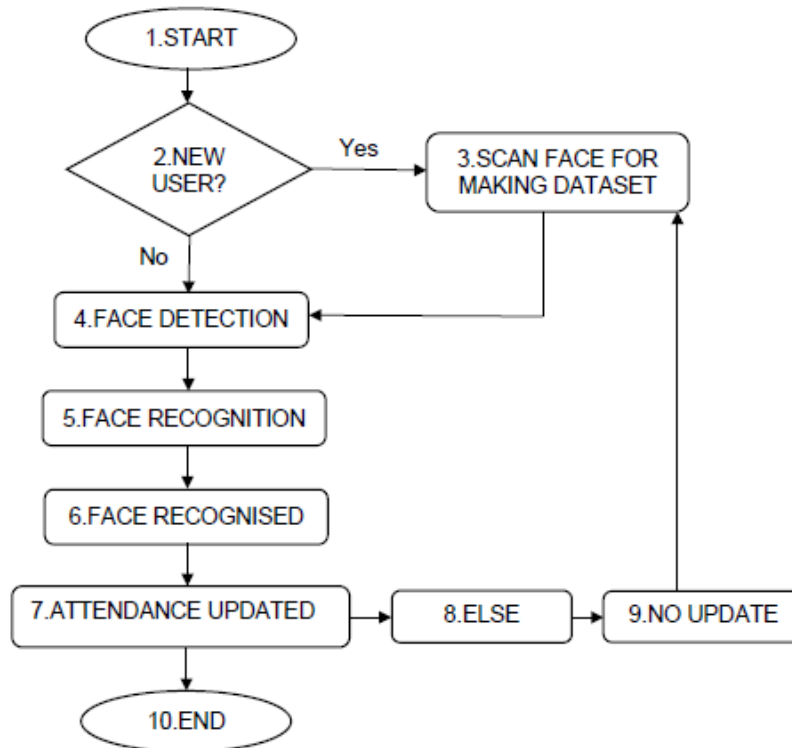 1.START
2.NEW
USER?
Yes
3.SCAN FACE FOR
MAKING DATASET
No
4.FACE DETECTION
5.FACE RECOGNITION
6.FACE RECOGNISED
7.ATTENDANCE UPDATED
8.ELSE
9.NO UPDATE
10.END